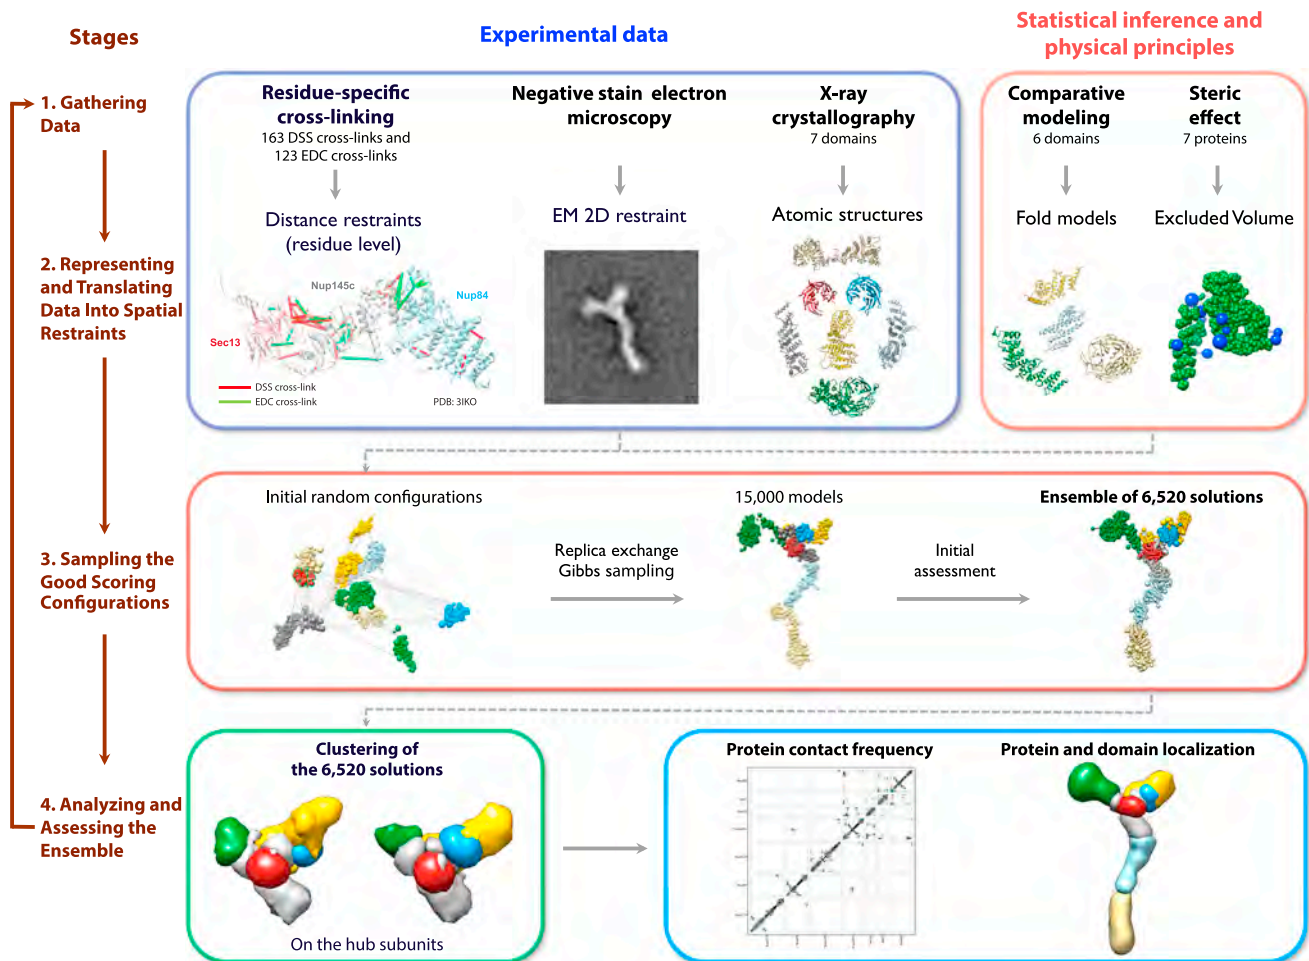 Stages
Experimental data
Statistical inference and
physical principles
1. Gathering
Data
Residue-specific
cross-linking
163 DSS cross-links and
123 EDC cross-links
Negative stain electron
microscopy
X-ray
crystallography
7 domains
Comparative
modeling
6 domains
Steric
effect
7 proteins
Distance restraints
(residue level)
EM 2D restraint
Atomic structures
Fold models
Excluded Volume
2. Representing
and Translating
Data Into Spatial
Restraints
Nup145c
Nup84
Sec13
DSS cross-link
EDC cross-link
PDB: 3IKO
3. Sampling the
Good Scoring
Configurations
Initial random configurations
Replica exchange
Gibbs sampling
15,000 models
Initial
assessment
Ensemble of 6,520 solutions
4. Analyzing and
Assessing the
Ensemble
Clustering of
the 6,520 solutions
On the hub subunits
Protein contact frequency
Protein and domain localization